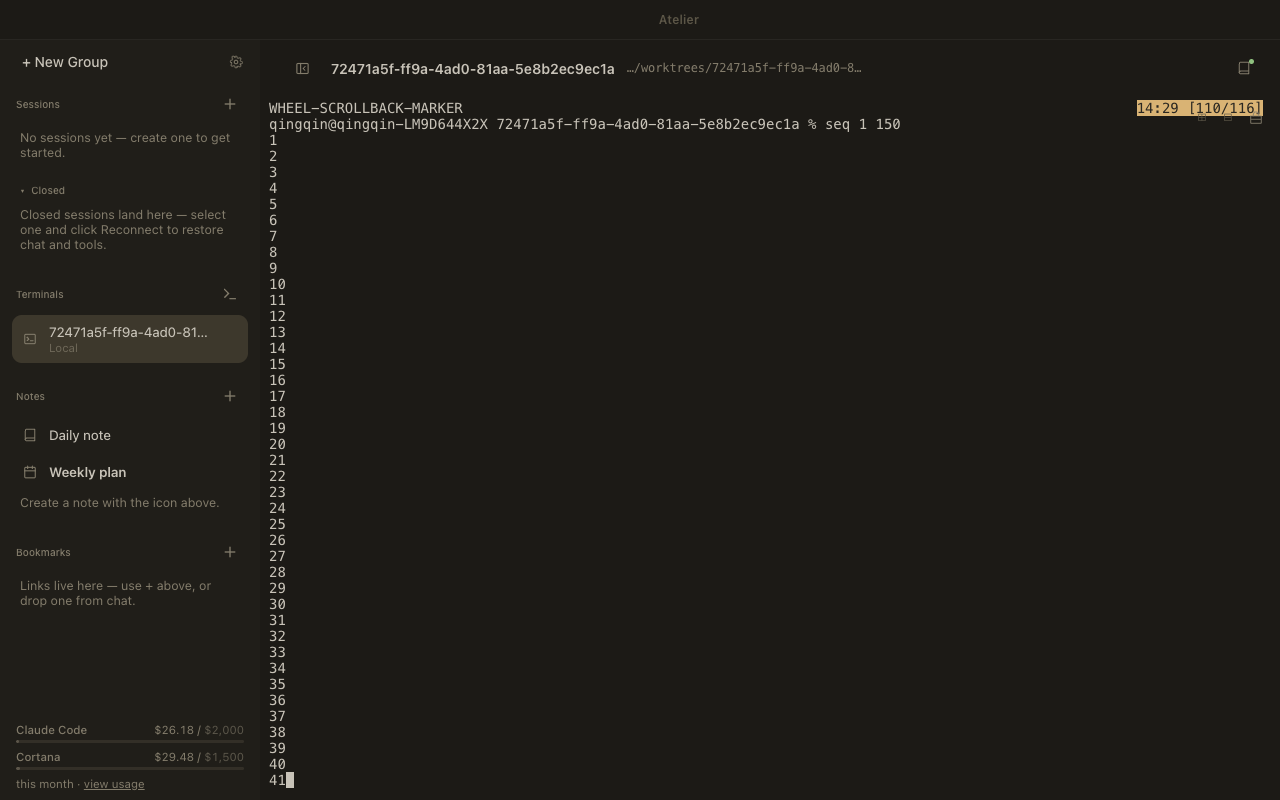 Atelier
+ New Group
Sessions
No sessions yet — create one to get
started.
Closed
Closed sessions land here — select
one and click Reconnect to restore
chat and tools.
Terminals
72471a5f-ff9a-4ad0-81...
Local
Notes
Daily note
Weekly plan
Create a note with the icon above.
Bookmarks
Links live here — use + above, or
drop one from chat.
Claude Code $26.18 / $2,000
Cortana $29.48 / $1,500
this month · view usage
72471a5f-ff9a-4ad0-81aa-5e8b2ec9ec1a …/worktrees/72471a5f-ff9a-4ad0-8…
WHEEL-SCROLLBACK-MARKER 14:29 [110/116]
qingqin@qingqin-LM9D644X2X 72471a5f-ff9a-4ad0-81aa-5e8b2ec9ec1a % seq 1 150
1
2
3
4
5
6
7
8
9
10
11
12
13
14
15
16
17
18
19
20
21
22
23
24
25
26
27
28
29
30
31
32
33
34
35
36
37
38
39
40
41